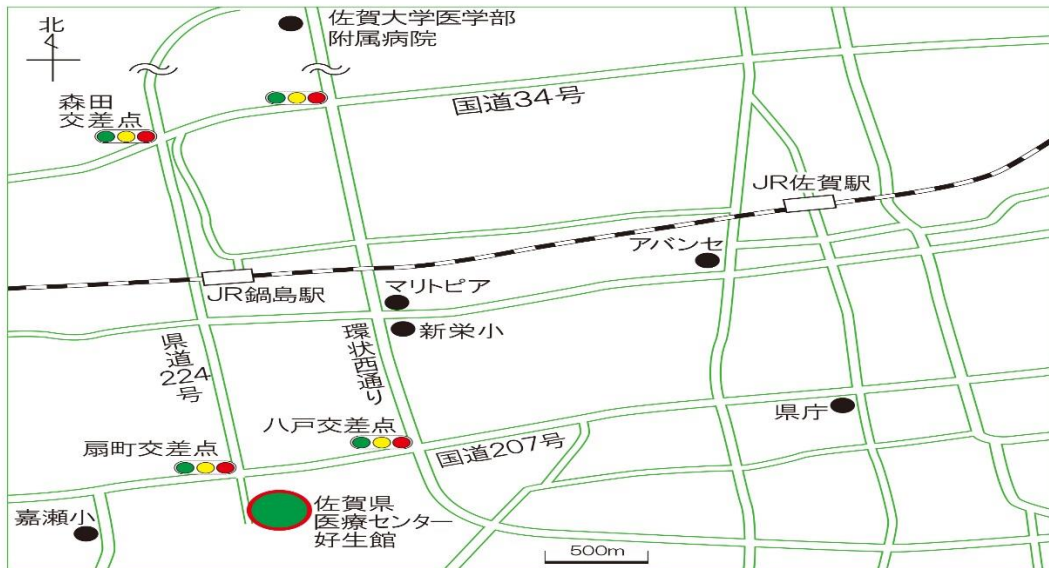 北
佐賀大学医学部
附属病院
森田
交差点
国道34号
JR佐賀駅
アバンセ
JR鍋島駅
マリトピア
新栄小
県道224号
環状西通り
県庁
八戸交差点
扇町交差点
国道207号
嘉瀬小
佐賀県
医療センター
好生館
500m